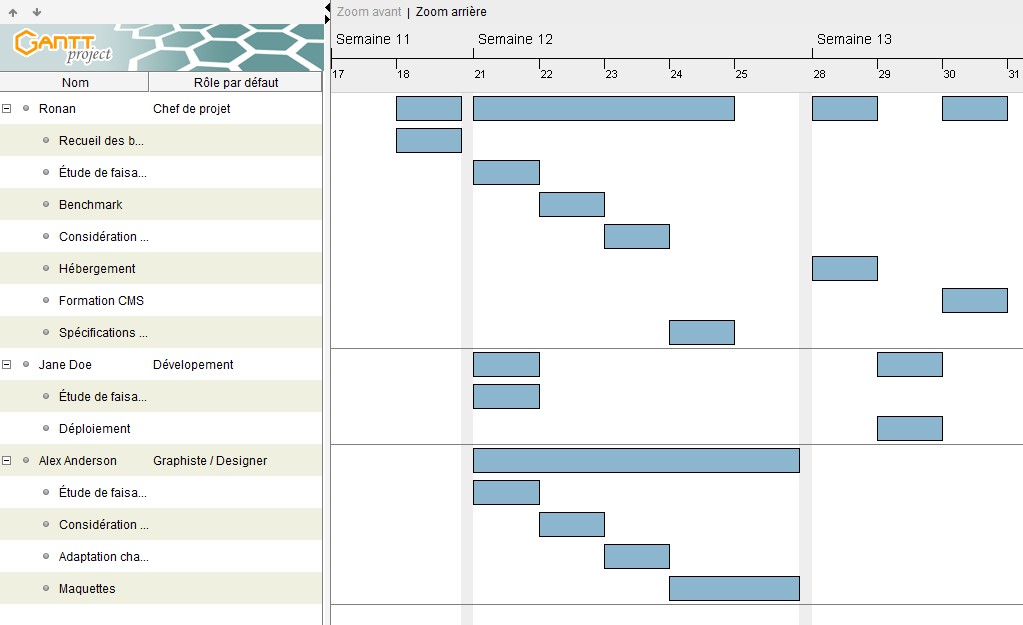 Zoom avant | Zoom arrière
GANTT
project
Semaine 11 Semaine 12 Semaine 13
17 18 21 22 23 24 25 28 29 30 31
Nom Rôle par défaut
Ronan Chef de projet
Recueil des b...
Étude de faisa...
Benchmark
Considération ...
Hébergement
Formation CMS
Spécifications ...
Jane Doe Dévelopement
Étude de faisa...
Déploiement
Alex Anderson Graphiste / Designer
Étude de faisa...
Considération ...
Adaptation cha...
Maquettes